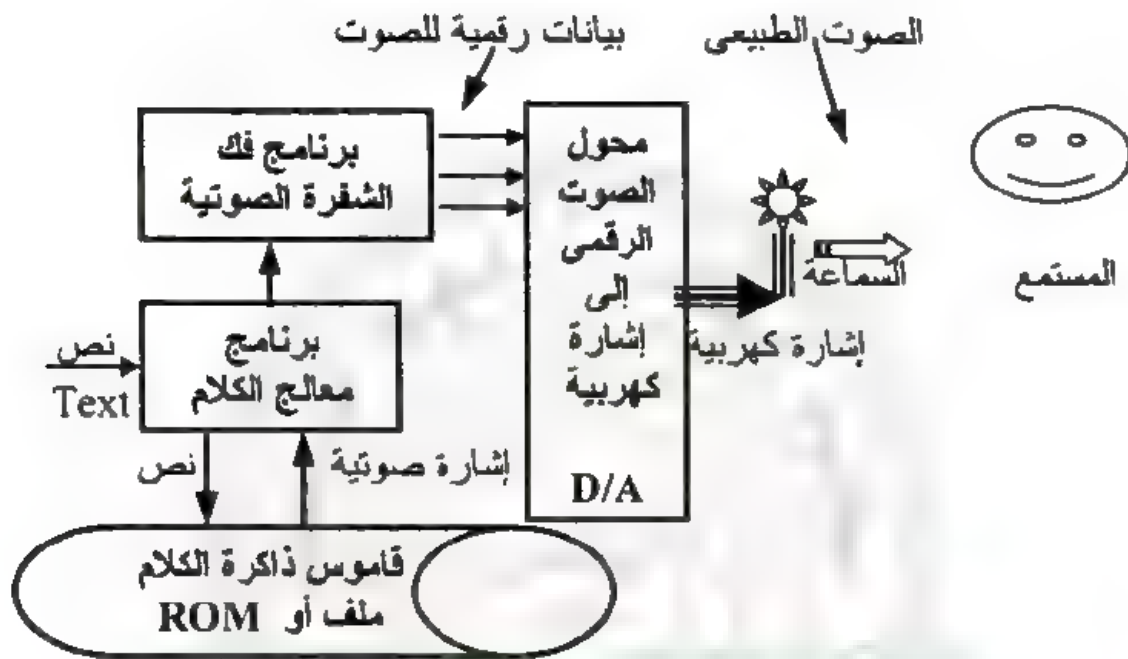 الصوت الطبيعى
بيانات رقمية للصوت
برنامج فك
الشفرة الصوتية
محول
الصوت
الرقمى
إلى
إشارة
كهربية
D/A
السماعة
المستمع
إشارة كهربية
برنامج
معالج الكلام
نص
Text
نص
إشارة صوتية
قاموس ذاكرة الكلام
ملف أو ROM